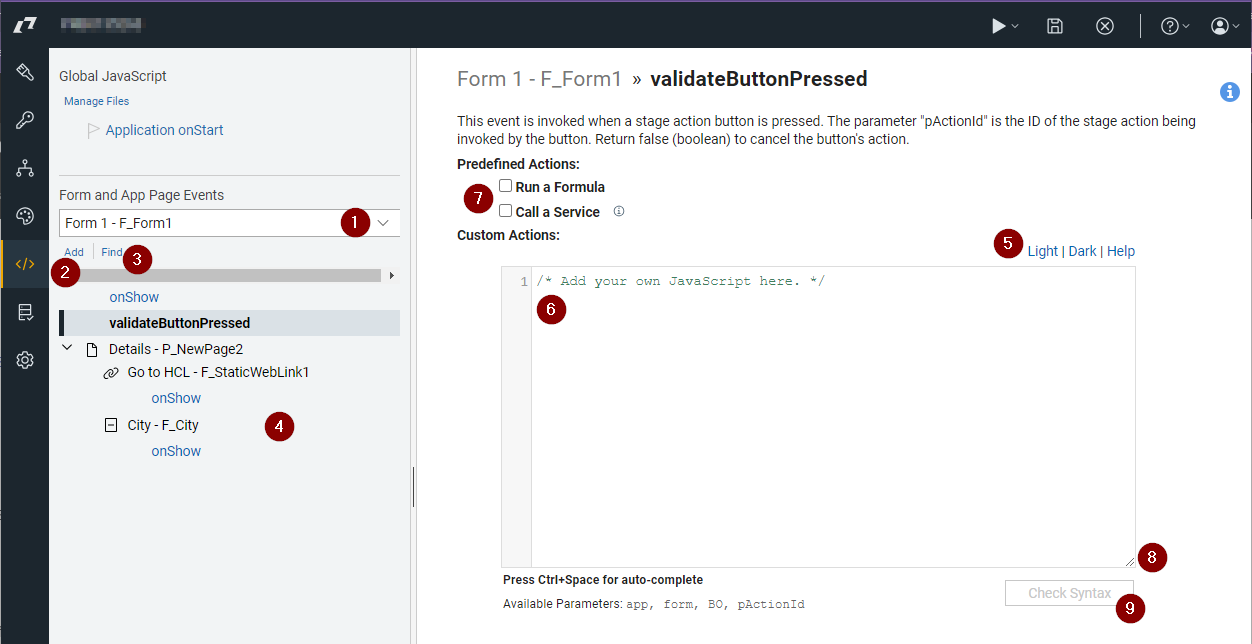 Global JavaScript
Manage Files
Application onStart
Form and App Page Events
Form 1 - F_Form1 1
Add Find 3
2
onShow
validateButtonPressed
Details - P_NewPage2
Go to HCL - F_StaticWebLink1
onShow
City - F_City 4
onShow
Form 1 - F_Form1 » validateButtonPressed
This event is invoked when a stage action button is pressed. The parameter "pActionId" is the ID of the stage action being
invoked by the button. Return false (boolean) to cancel the button's action.
Predefined Actions:
7 Run a Formula
Call a Service
Custom Actions:
5 Light | Dark | Help
1 /* Add your own JavaScript here. */
6
8
Press Ctrl+Space for auto-complete
Available Parameters: app, form, BO, pActionId
Check Syntax
9